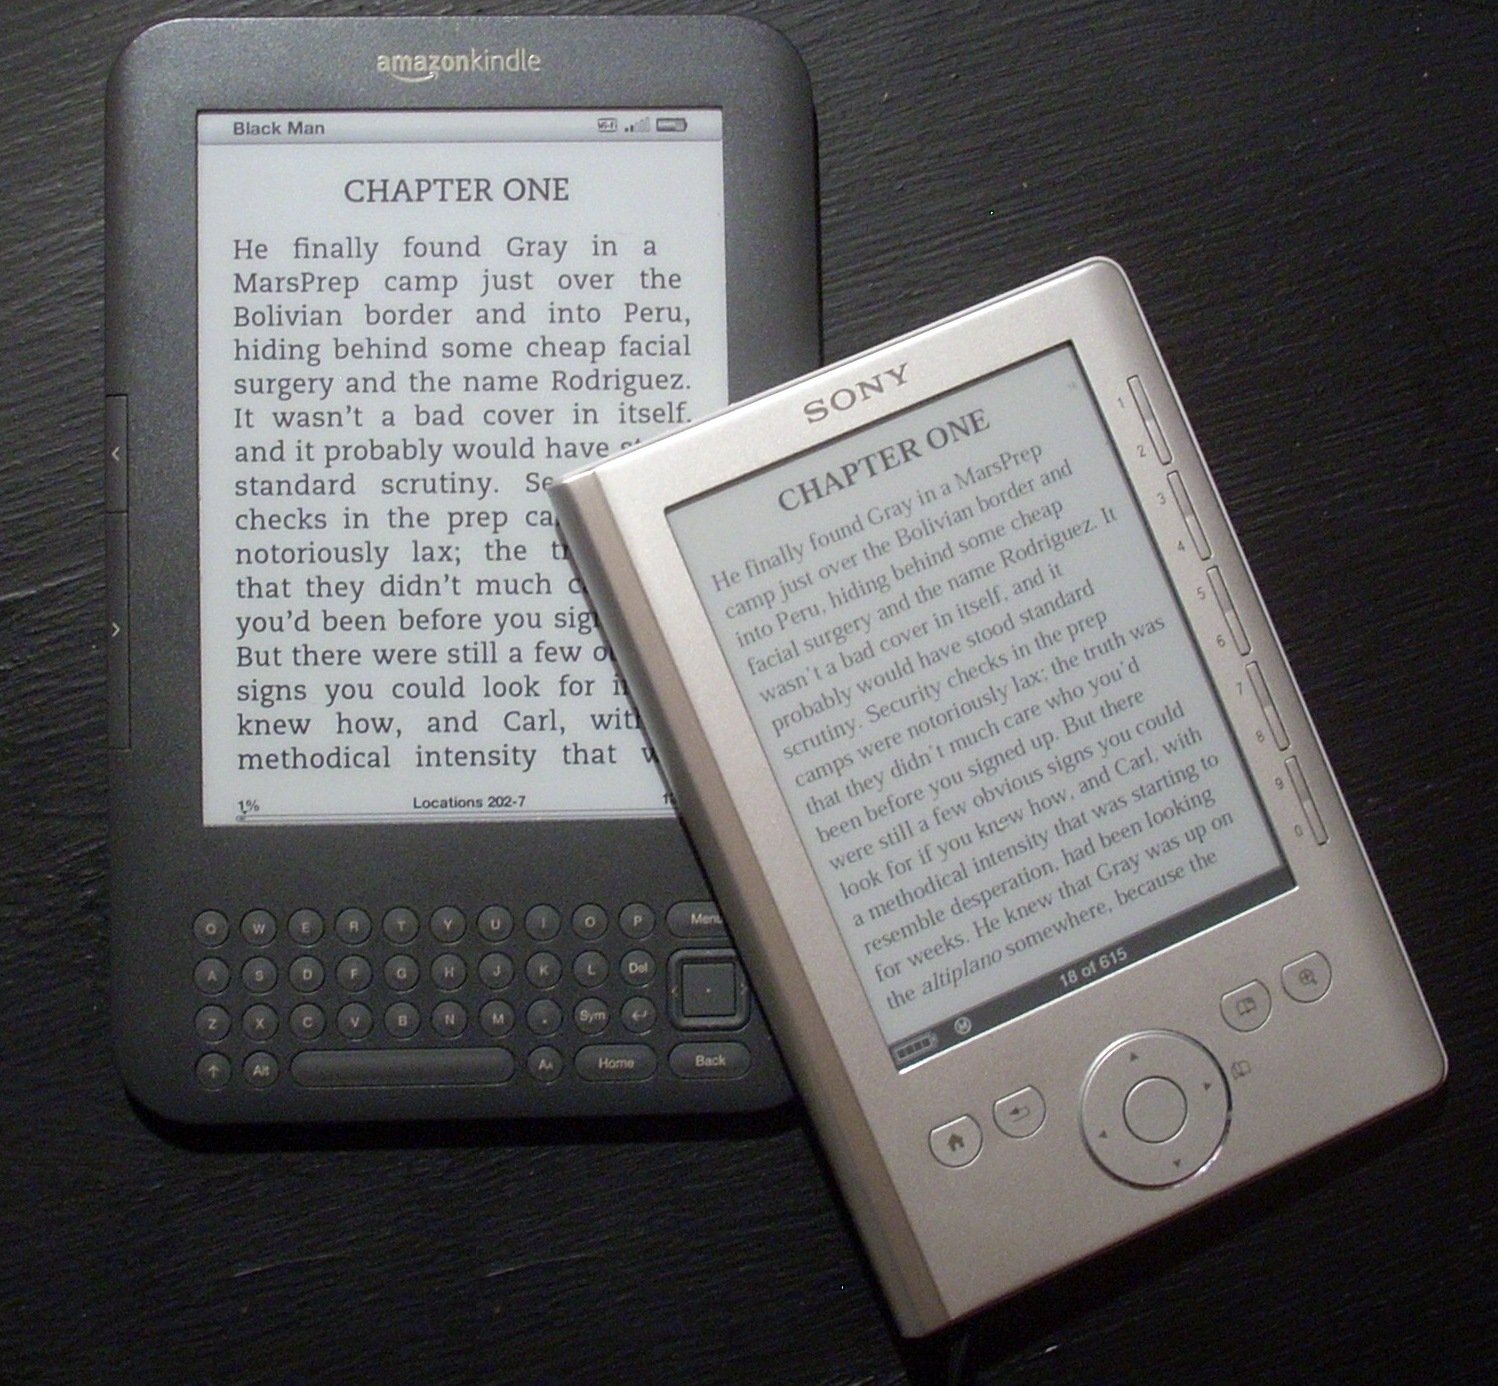 amazonkindle
Black Man
Wi-Fi
CHAPTER ONE
He finally found Gray in a
MarsPrep camp just over the
Bolivian border and into Peru,
hiding behind some cheap facial
surgery and the name Rodriguez.
It wasn't a bad cover in itself.
and it probably would have
standard scrutiny.
checks in the prep
notoriously lax; the
that they didn't much
you'd been before you
But there were still a few
signs you could look for
knew how, and Carl,
methodical intensity that
1%
Locations 202-7
Q W E R T Y U I O P Menu
A S D F G H J K L Del
Z X C V B N M . Sym
Alt Aa Home Back
SONY
CHAPTER ONE
He finally found Gray in a MarsPrep
camp just over the Bolivian border and
into Peru, hiding behind some cheap
facial surgery and the name Rodriguez. It
wasn't a bad cover in itself, and it
probably would have stood standard
scrutiny. Security checks in the prep
camps were notoriously lax; the truth was
that they didn't much care who you'd
been before you signed up. But there
were still a few obvious signs you could
look for if you knew how, and Carl, with
a methodical intensity that was starting to
resemble desperation, had been looking
for weeks. He knew that Gray was up on
the altiplano somewhere, because the
18 of 615
M
1
2
3
4
5
6
7
8
9
0